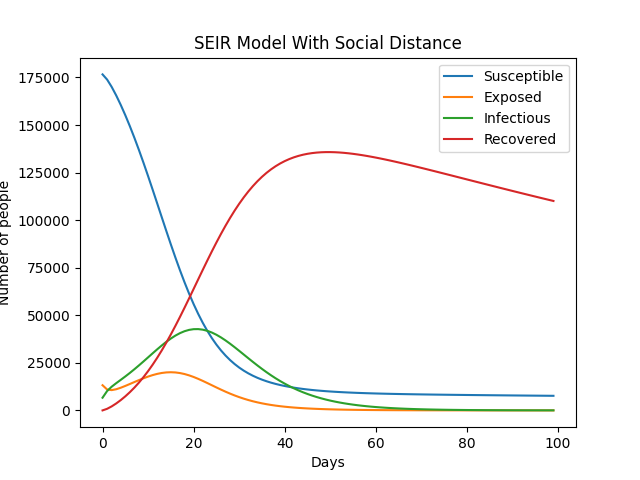 SEIR Model With Social Distance
Number of people
175000
150000
125000
100000
75000
50000
25000
0
Susceptible
Exposed
Infectious
Recovered
0 20 40 60 80 100
Days